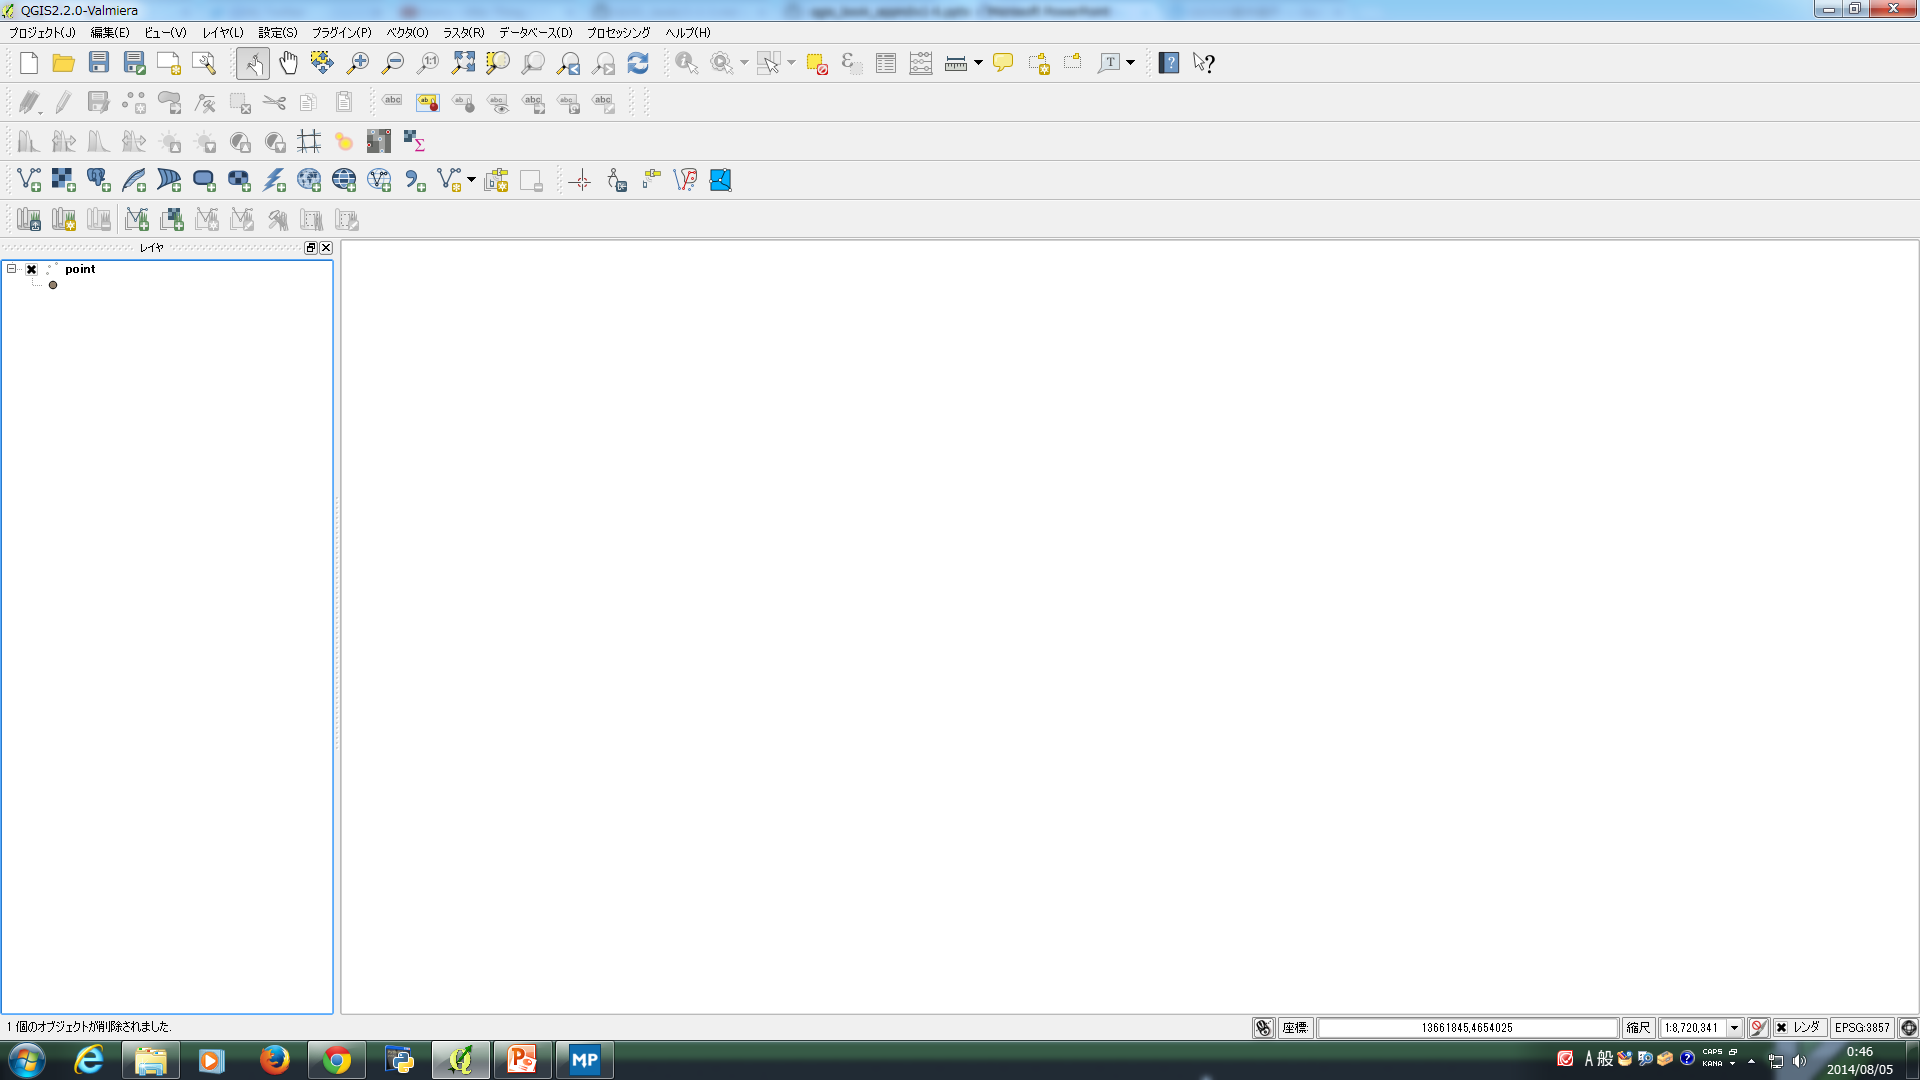 QGIS2.2.0-Valmiera
プロジェクト(J) 編集(E) ビュー(V) レイヤ(L) 設定(S) プラグイン(P) ベクタ(O) ラスタ(R) データベース(D) プロセッシング ヘルプ(H)
レイヤ
point
1 個のオブジェクトが削除されました.
座標: 13661845,4654025 縮尺 1:8,720,341 レンダ EPSG:3857
MP
A 般 CAPS KANA
0:46
2014/08/05